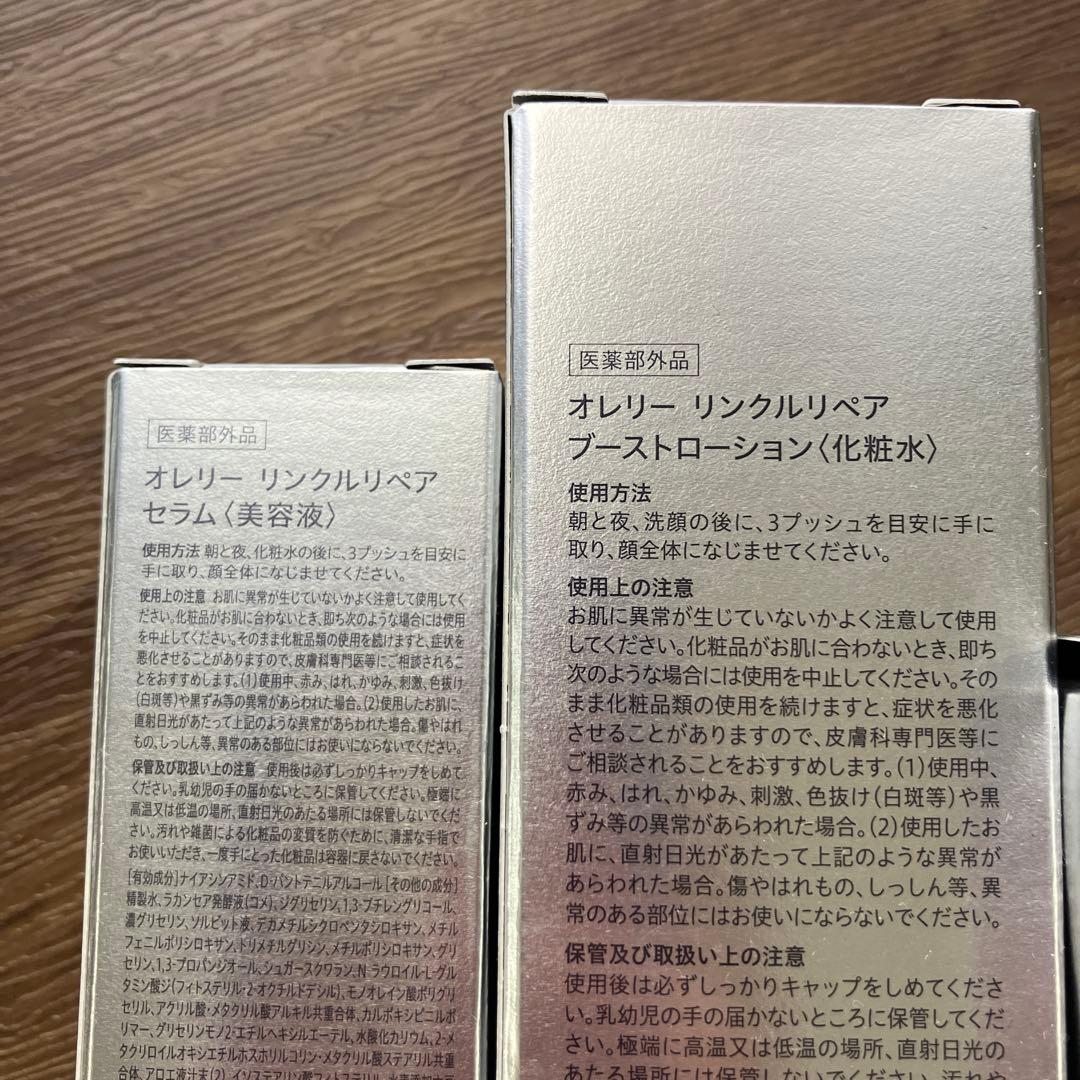 医薬部外品
オレリー リンクルリペア
セラム〈美容液〉
使用方法 朝と夜、化粧水の後に、3プッシュを目安に
手に取り、顔全体になじませてください。
使用上の注意 お肌に異常が生じていないかよく注意して使用してく
ださい。化粧品がお肌に合わないとき、即ち次のような場合には使用
を中止してください。そのまま化粧品類の使用を続けますと、症状を
悪化させることがありますので、皮膚科専門医等にご相談されるこ
とをおすすめします。(1)使用中、赤み、はれ、かゆみ、刺激、色抜け
(白斑等)や黒ずみ等の異常があらわれた場合。(2)使用したお肌に、
直射日光があたって上記のような異常があらわれた場合。傷やはれ
もの、しっしん等、異常のある部位にはお使いにならないでください。
保管及び取扱い上の注意 使用後は必ずしっかりキャップをしめて
ください。乳幼児の手の届かないところに保管してください。極端に
高温又は低温の場所、直射日光のあたる場所には保管しないでくだ
さい。汚れや雑菌による化粧品の変質を防ぐために、清潔な手指で
お使いいただき、一度手にとった化粧品は容器に戻さないでください。
[有効成分]ナイアシンアミド、D-パントテニルアルコール[その他の成分]
精製水、ラカンセア発酵液(コメ)、ジグリセリン、1,3-ブチレングリコール、
濃グリセリン、ソルビット液、デカメチルシクロペンタシロキサン、メチル
フェニルポリシロキサン、トリメチルグリシン、メチルポリシロキサン、グリ
セリン、1,3-プロパンジオール、シュガースクワラン、N-ラウロイル-L-グル
タミン酸ジ(フィトステリル・2-オクチルドデシル)、モノオレイン酸ポリグリ
セリル、アクリル酸・メタクリル酸アルキル共重合体、カルボキシビニルポ
リマー、グリセリンモノ2-エチルヘキシルエーテル、水酸化カリウム、2-メ
タクリロイルオキシエチルホスホリルコリン・メタクリル酸ステアリル共重
合体、アロエ液汁末(2)、イソステアリン酸フィトステリル、
医薬部外品
オレリー リンクルリペア
ブーストローション〈化粧水〉
使用方法
朝と夜、洗顔の後に、3プッシュを目安に手に
取り、顔全体になじませてください。
使用上の注意
お肌に異常が生じていないかよく注意して使用
してください。化粧品がお肌に合わないとき、即ち
次のような場合には使用を中止してください。その
まま化粧品類の使用を続けますと、症状を悪化
させることがありますので、皮膚科専門医等に
ご相談されることをおすすめします。(1)使用中、
赤み、はれ、かゆみ、刺激、色抜け(白斑等)や黒
ずみ等の異常があらわれた場合。(2)使用したお
肌に、直射日光があたって上記のような異常が
あらわれた場合。傷やはれもの、しっしん等、異
常のある部位にはお使いにならないでください。
保管及び取扱い上の注意
使用後は必ずしっかりキャップをしめてくださ
い。乳幼児の手の届かないところに保管してくだ
さい。極端に高温又は低温の場所、直射日光の
あたる場所には保管しないでください。汚れや